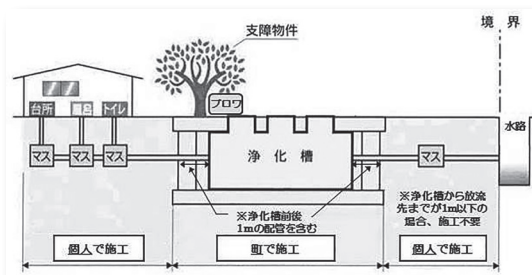 支障物件
境界
ブロワ
台所
風呂
トイレ
水路
マス
マス
マス
浄化槽
マス
※浄化槽前後
1mの配管を含む
※浄化槽から放流
先までが1m以下の
場合、施工不要
個人で施工
町で施工
個人で施工